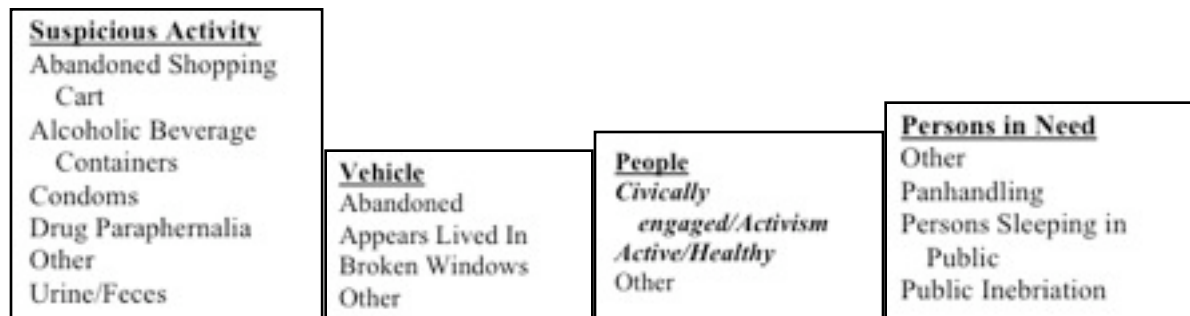 Suspicious Activity
Abandoned Shopping
Cart
Alcoholic Beverage
Containers
Condoms
Drug Paraphernalia
Other
Urine/Feces
Vehicle
Abandoned
Appears Lived In
Broken Windows
Other
People
Civically
engaged/Activism
Active/Healthy
Other
Persons in Need
Other
Panhandling
Persons Sleeping in
Public
Public Inebriation